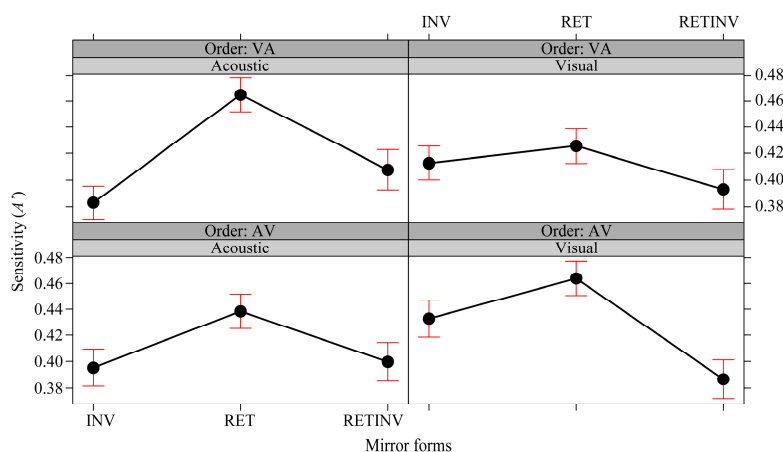 INV RET RETINV
Order: VA Order: VA
Acoustic Visual
0.48
0.46
0.44
0.42
0.40
0.38
Sensitivity (A’)
Order: AV Order: AV
Acoustic Visual
0.48
0.46
0.44
0.42
0.40
0.38
INV RET RETINV
Mirror forms